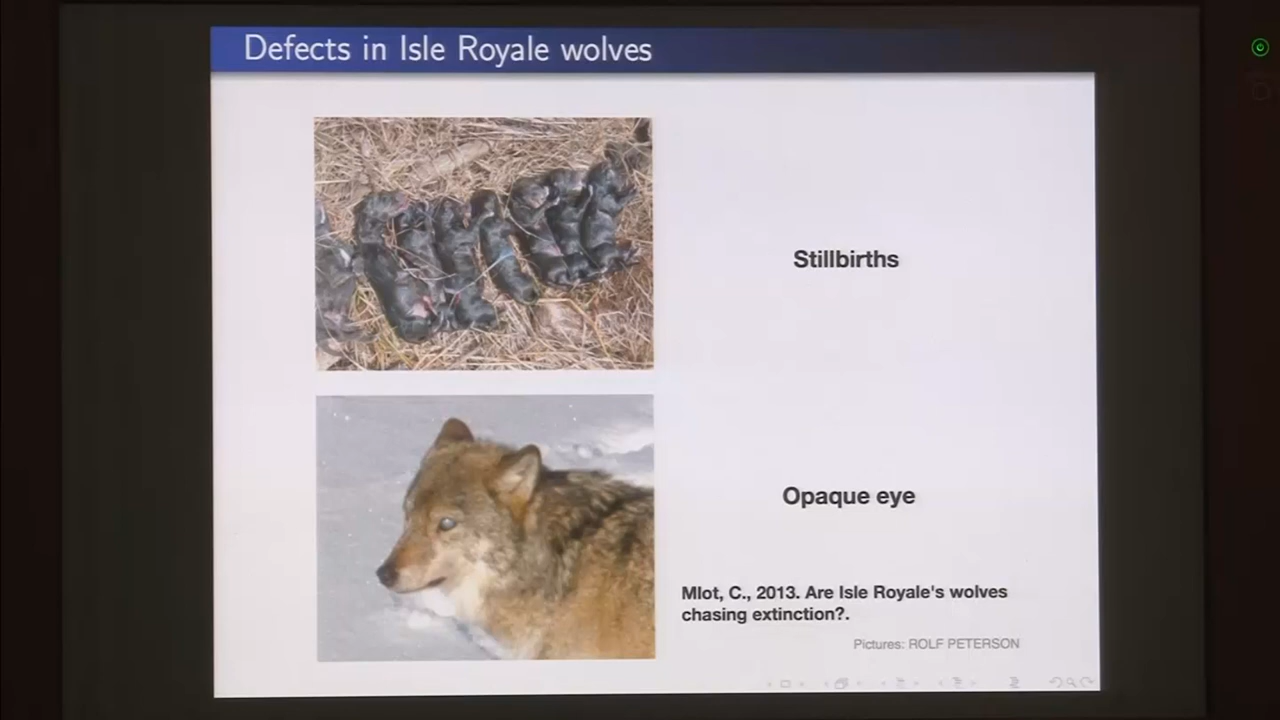 Defects in Isle Royale wolves
Stillbirths
Opaque eye
Mlot, C., 2013. Are Isle Royale's wolves
chasing extinction?.
Pictures: ROLF PETERSON